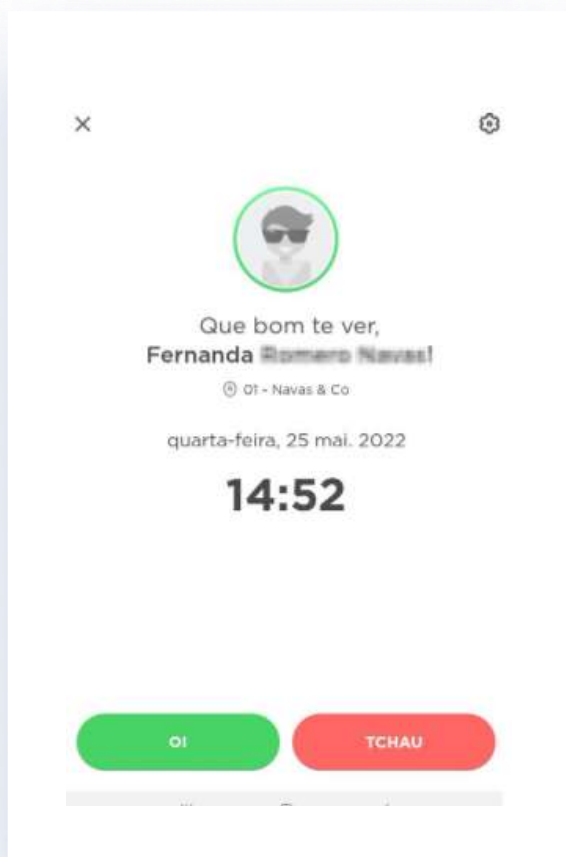 Que bom te ver,
Fernanda
01 - Navas & Co
quarta-feira, 25 mai. 2022
14:52
OI
TCHAU